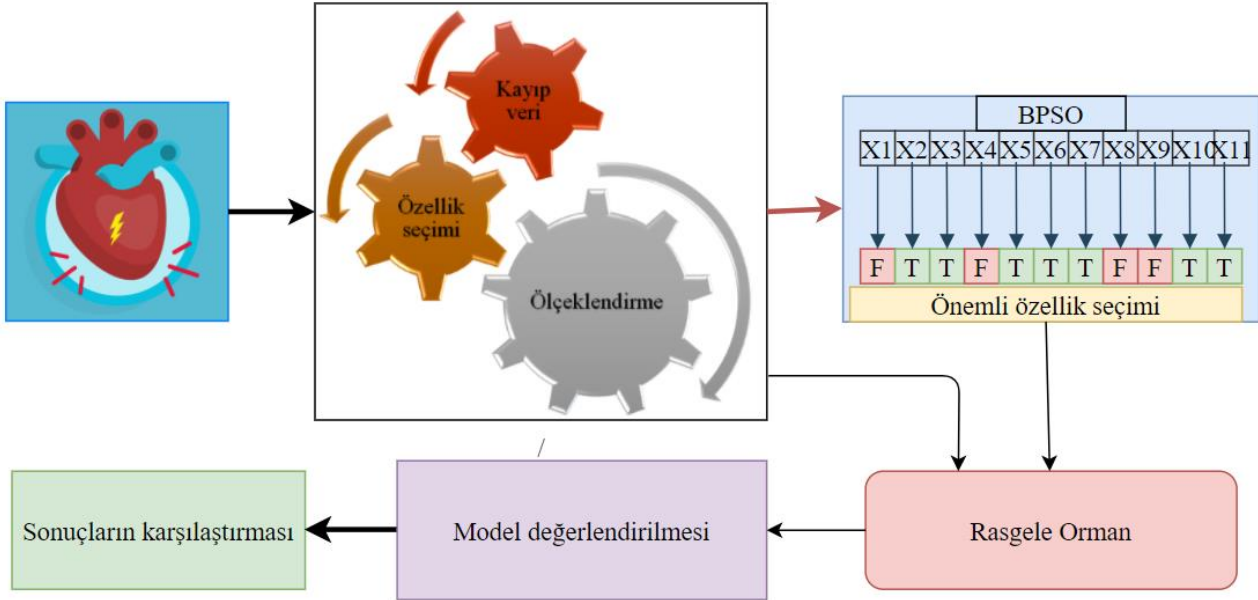 Kayıp
veri
Özellik
seçimi
Ölçeklendirme
BPSO
X1 X2 X3 X4 X5 X6 X7 X8 X9 X10 X11
F T T F T T T F F T T
Önemli özellik seçimi
/
Sonuçların karşılaştırması
Model değerlendirilmesi
Rasgele Orman